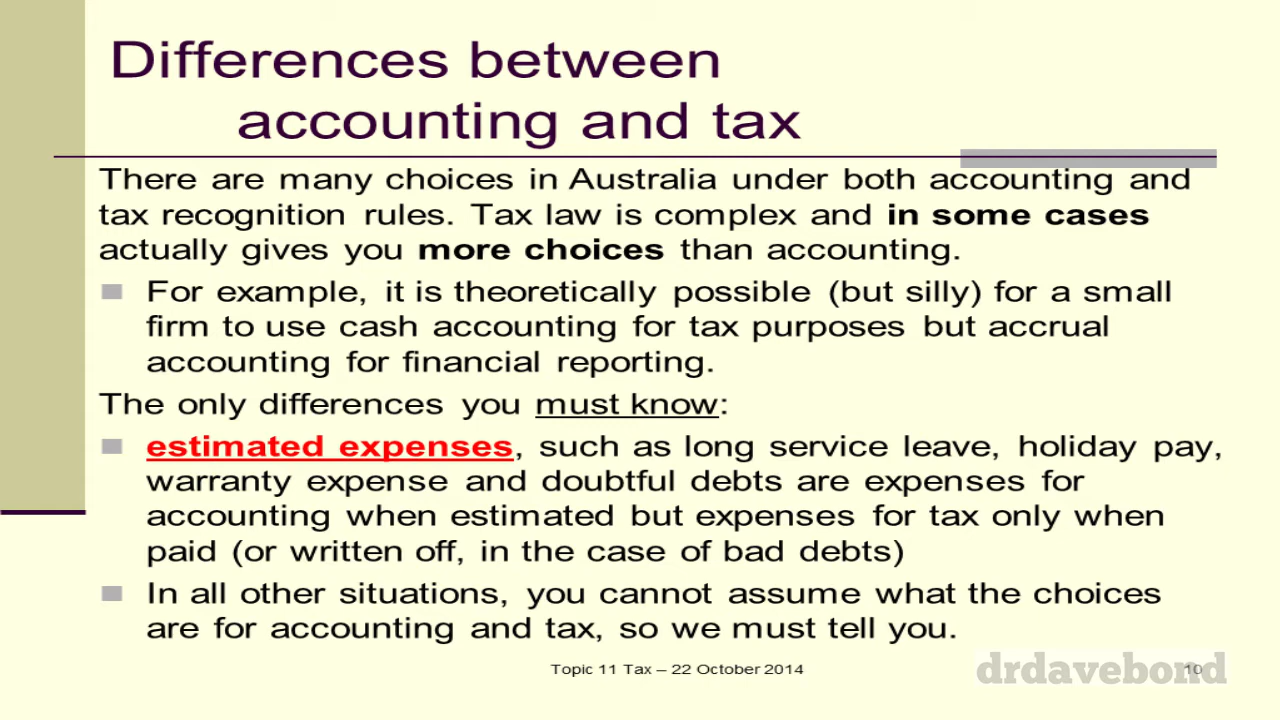 Differences between
accounting and tax
There are many choices in Australia under both accounting and
tax recognition rules. Tax law is complex and in some cases
actually gives you more choices than accounting.
For example, it is theoretically possible (but silly) for a small
firm to use cash accounting for tax purposes but accrual
accounting for financial reporting.
The only differences you must know:
estimated expenses, such as long service leave, holiday pay,
warranty expense and doubtful debts are expenses for
accounting when estimated but expenses for tax only when
paid (or written off, in the case of bad debts)
In all other situations, you cannot assume what the choices
are for accounting and tax, so we must tell you.
Topic 11 Tax – 22 October 2014
drdavebond
10